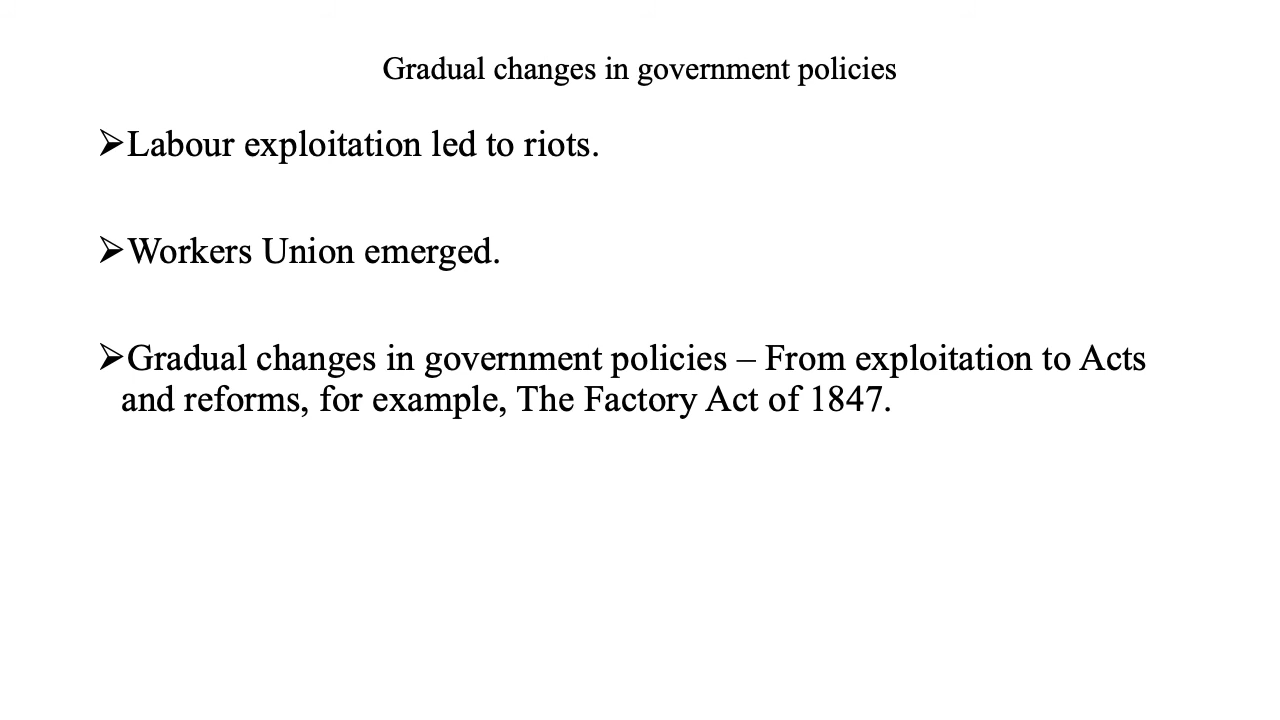 Gradual changes in government policies
➢Labour exploitation led to riots.
➢Workers Union emerged.
➢Gradual changes in government policies – From exploitation to Acts
and reforms, for example, The Factory Act of 1847.